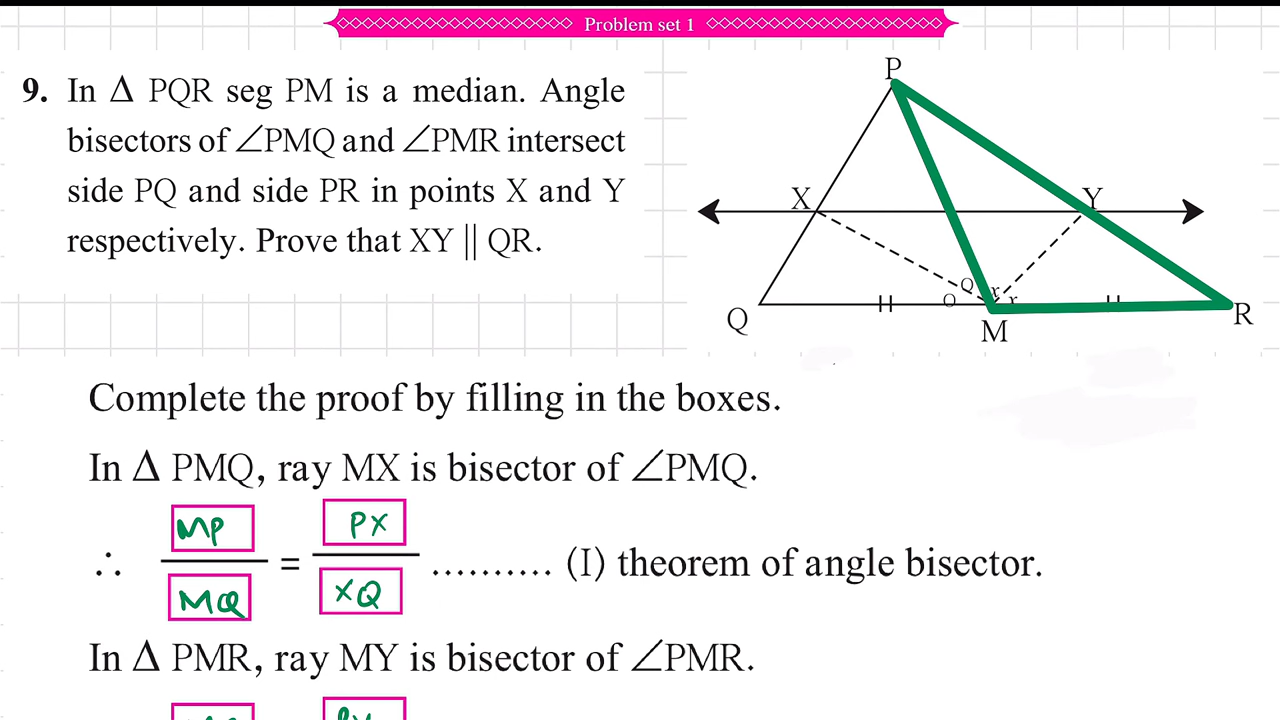 Problem set 1
9. In Δ PQR seg PM is a median. Angle
bisectors of ∠PMQ and ∠PMR intersect
side PQ and side PR in points X and Y
respectively. Prove that XY || QR.
P
X
Y
Q
M
R
Complete the proof by filling in the boxes.
In Δ PMQ, ray MX is bisector of ∠PMQ.
∴ MP / MQ = PX / XQ .......... (I) theorem of angle bisector.
In Δ PMR, ray MY is bisector of ∠PMR.